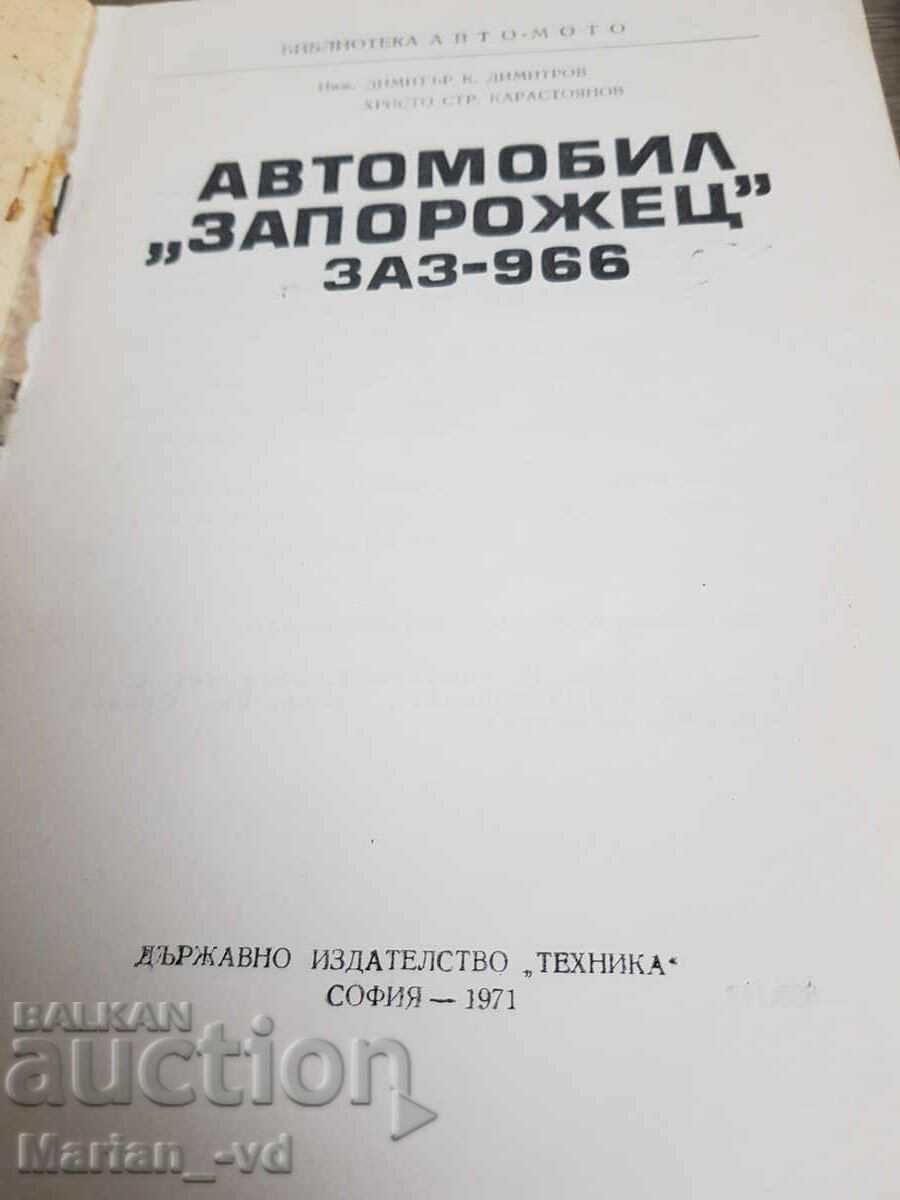 БИБЛИОТЕКА АВТО-МОТО
Инж. ДИМИТЪР К. ДИМИТРОВ
ХРИСТО СТР. КАРАСТОЯНОВ
АВТОМОБИЛ
„ЗАПОРОЖЕЦ”
ЗАЗ-966
ДЪРЖАВНО ИЗДАТЕЛСТВО „ТЕХНИКА“
СОФИЯ — 1971
BALKAN
auction
Marian_-vd